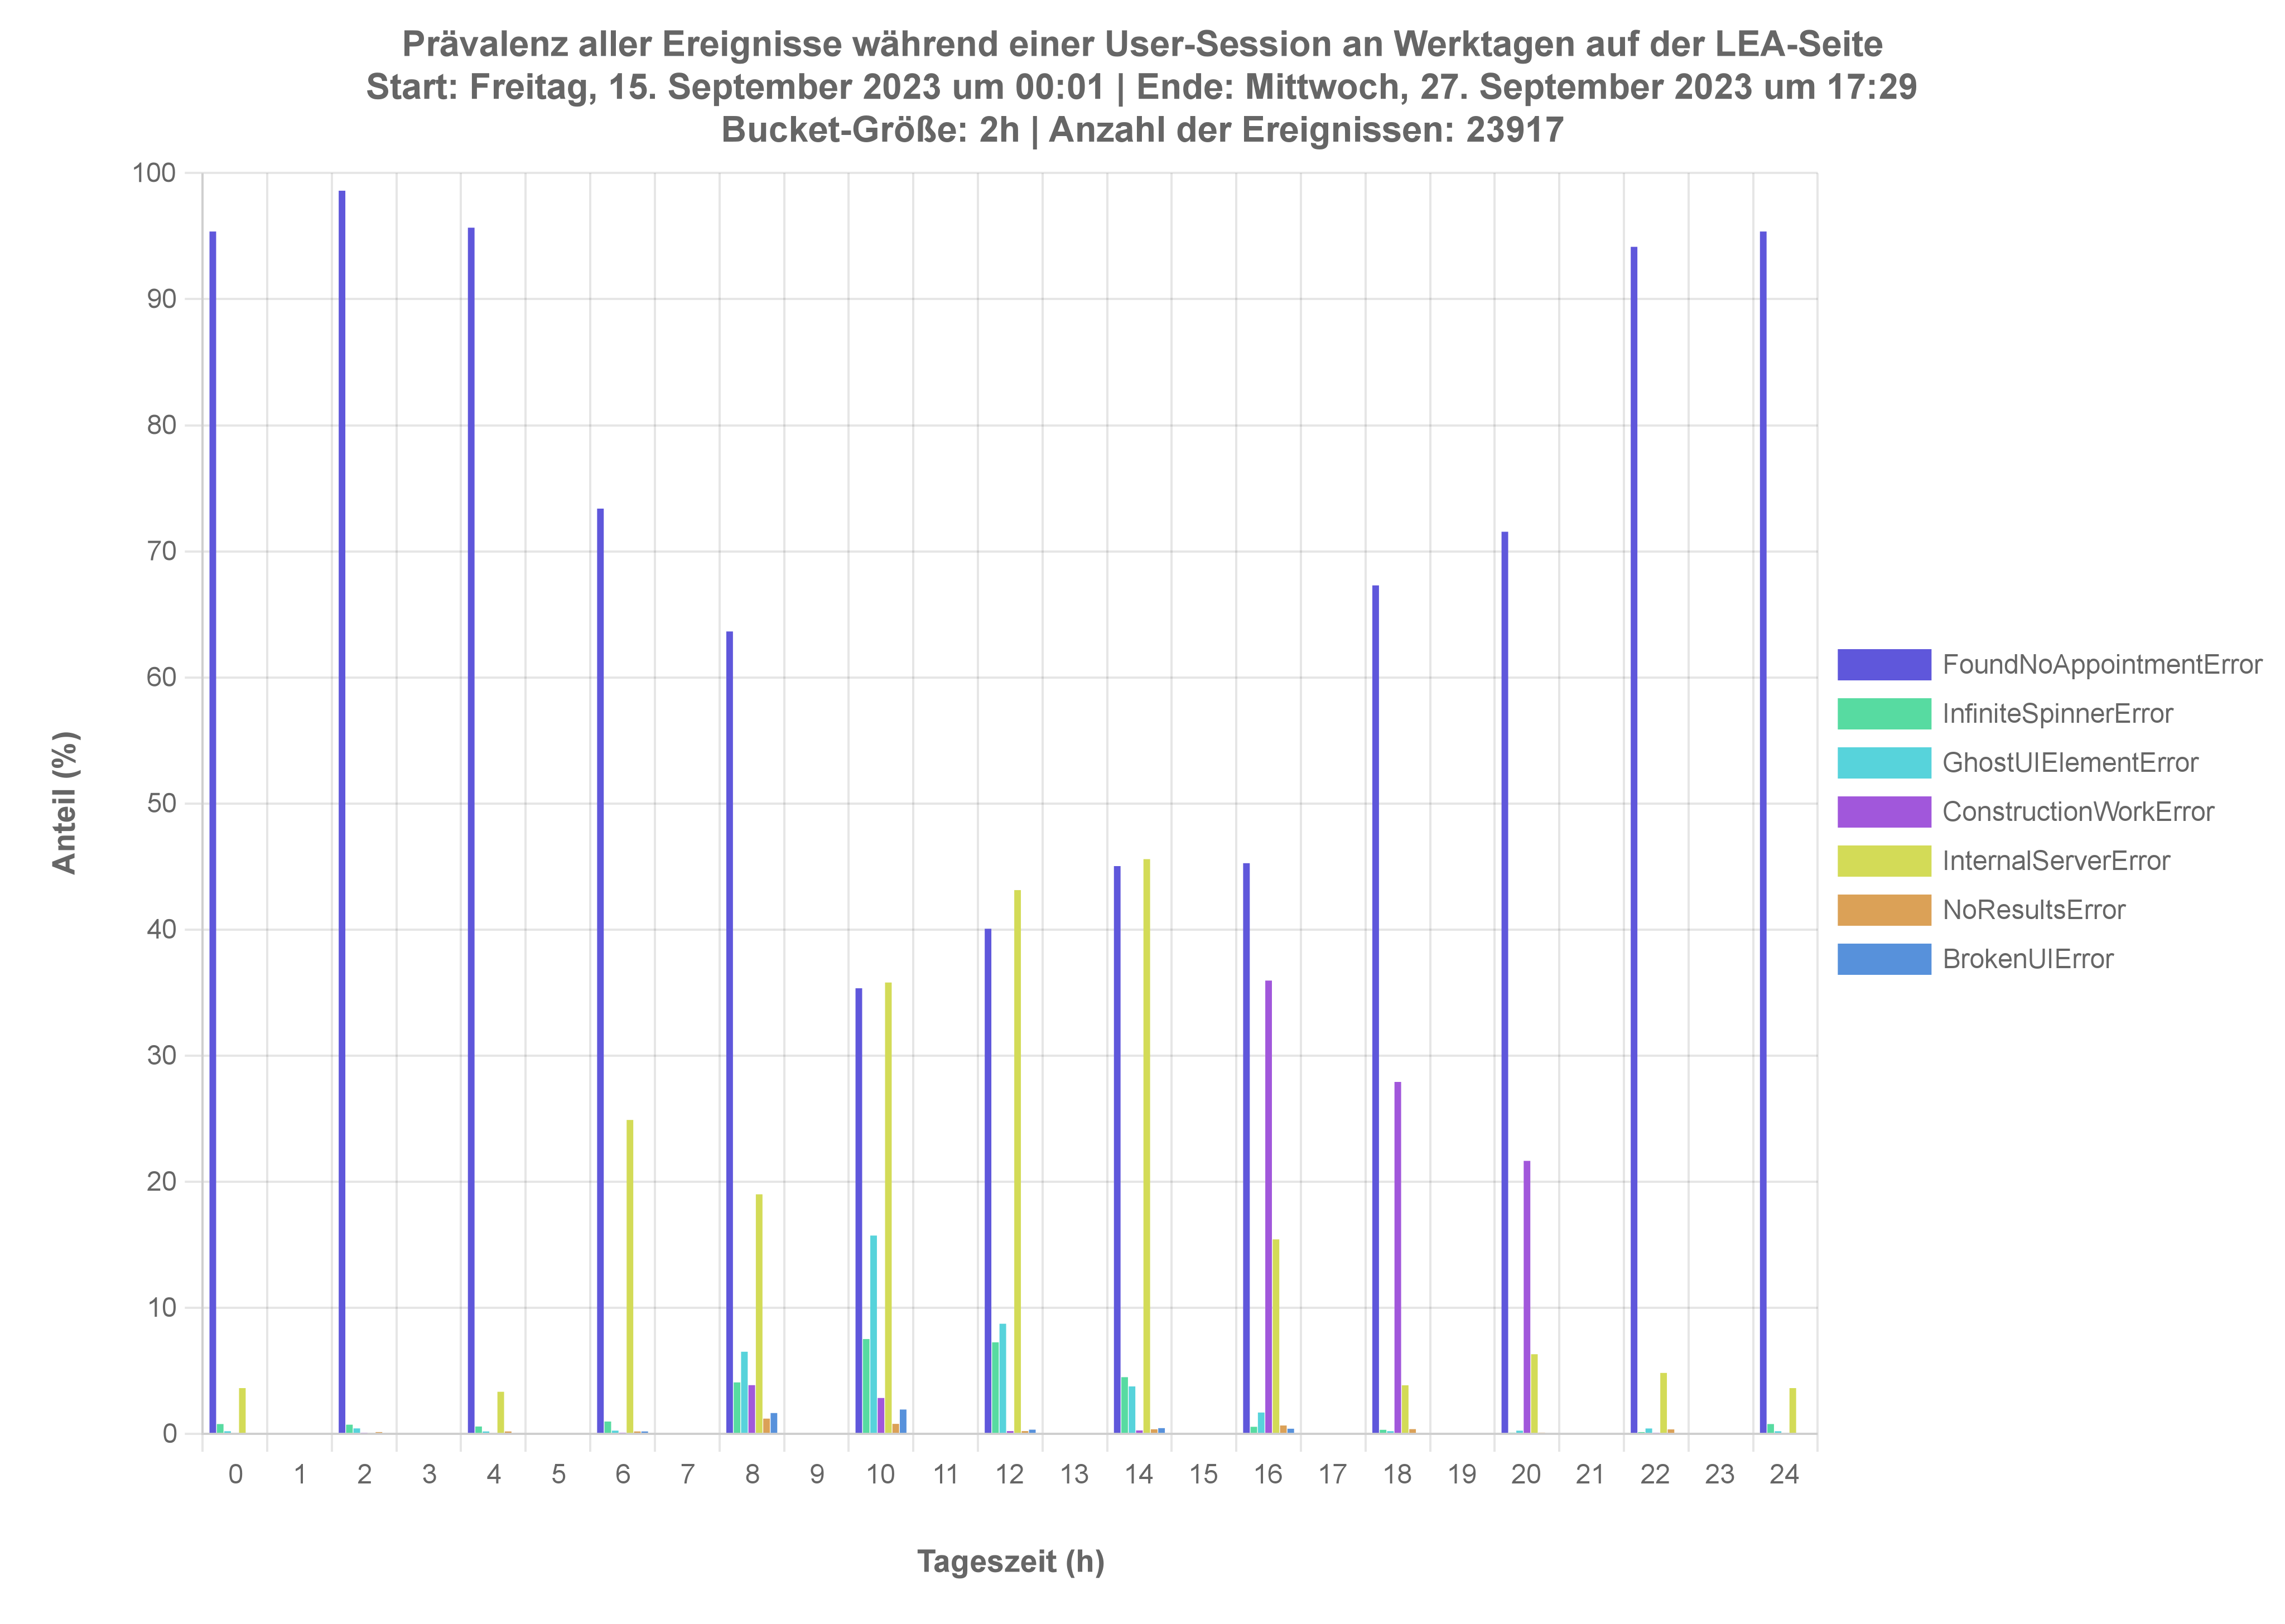 Prävalenz aller Ereignisse während einer User-Session an Werktagen auf der LEA-Seite
Start: Freitag, 15. September 2023 um 00:01 | Ende: Mittwoch, 27. September 2023 um 17:29
Bucket-Größe: 2h | Anzahl der Ereignissen: 23917
100
90
80
70
60
50
40
30
20
10
0
Anteil (%)
0 1 2 3 4 5 6 7 8 9 10 11 12 13 14 15 16 17 18 19 20 21 22 23 24
Tageszeit (h)
FoundNoAppointmentError
InfiniteSpinnerError
GhostUIElementError
ConstructionWorkError
InternalServerError
NoResultsError
BrokenUIError